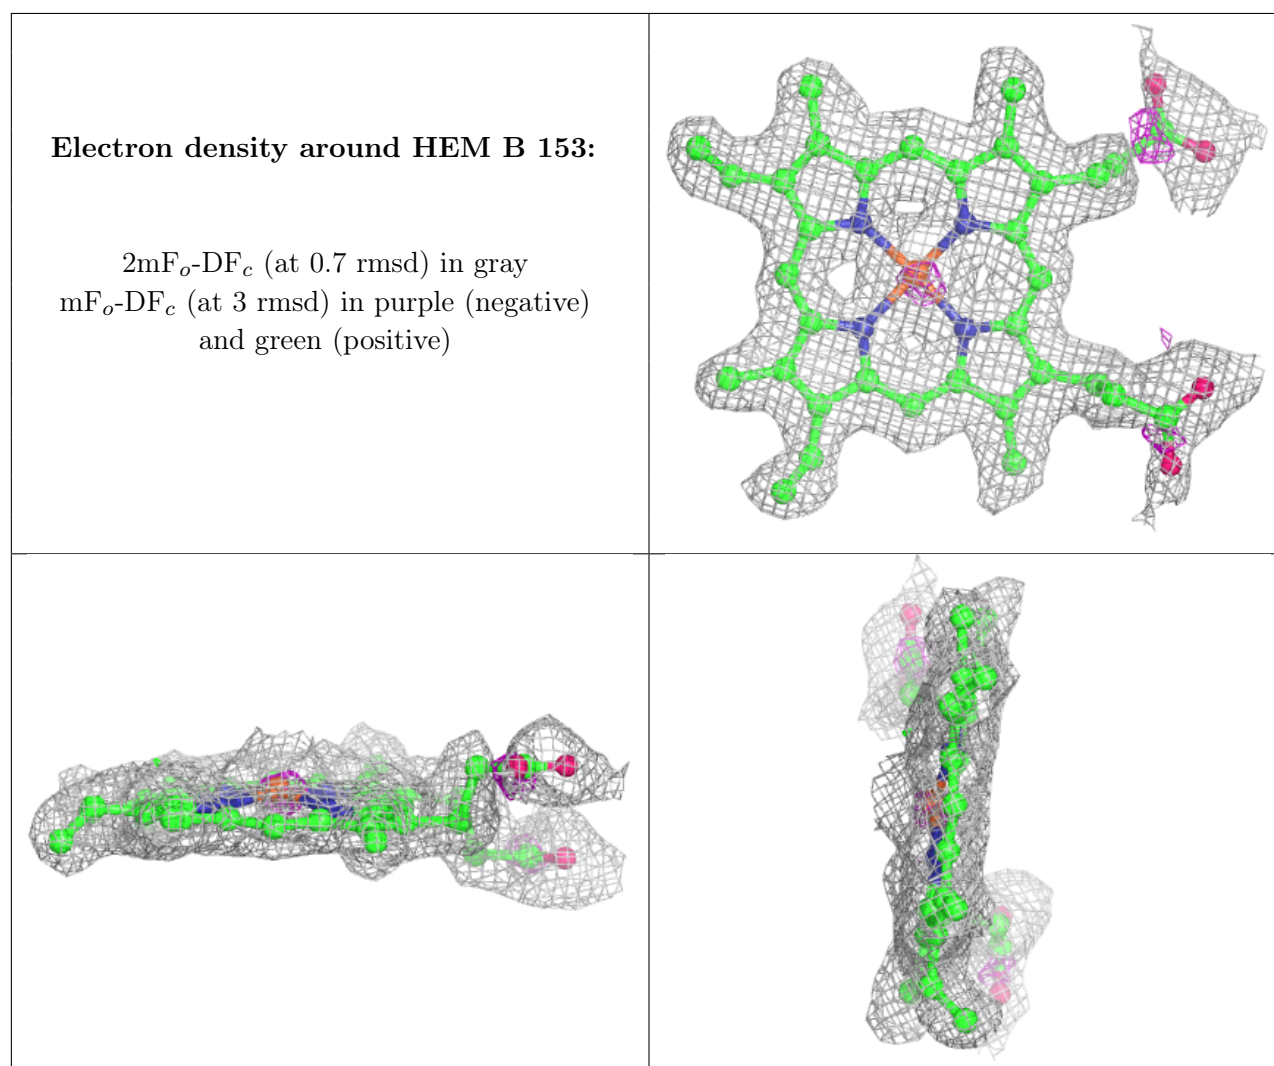 Electron density around HEM B 153:
2mFₒ-DF𝑐 (at 0.7 rmsd) in gray
mFₒ-DF𝑐 (at 3 rmsd) in purple (negative)
and green (positive)